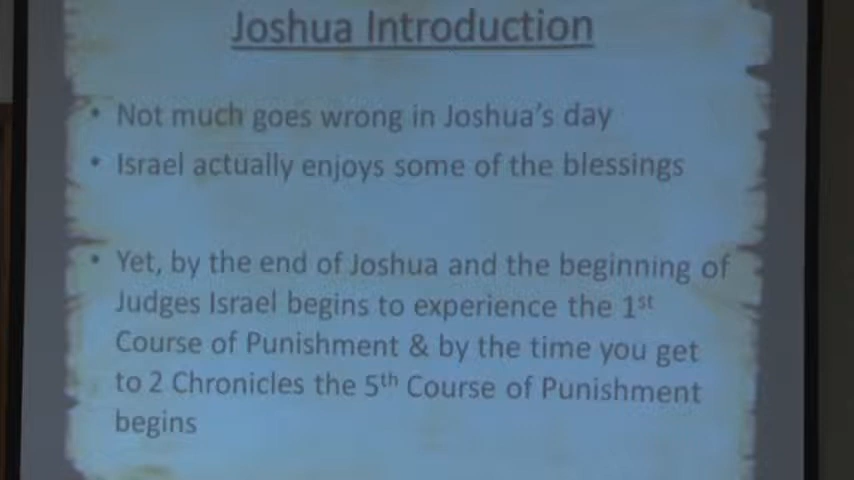 Joshua Introduction
• Not much goes wrong in Joshua's day
• Israel actually enjoys some of the blessings
• Yet, by the end of Joshua and the beginning of
Judges Israel begins to experience the 1st
Course of Punishment & by the time you get
to 2 Chronicles the 5th Course of Punishment
begins